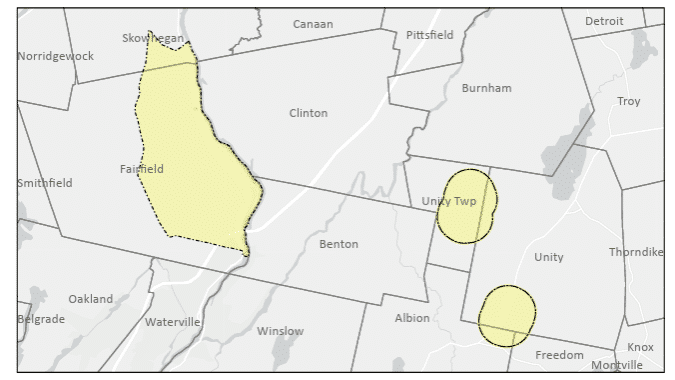 Canaan
Detroit
Skowhegan
Pittsfield
Norridgewock
Burnham
Troy
Clinton
Fairfield
Smithfield
Unity Twp
Benton
Unity
Thorndike
Oakland
Belgrade
Waterville
Albion
Winslow
Knox
Freedom
Montville